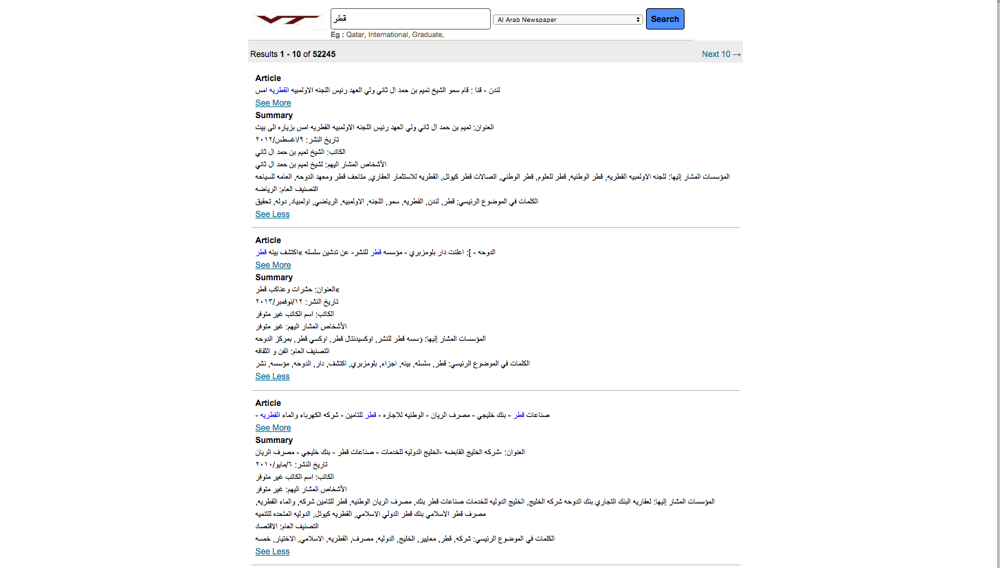 VT
قطر
Al Arab Newspaper
Search
Eg : Qatar, International, Graduate,
Results 1 - 10 of 52245
Next 10 →
Article
لندن - قنا : قام سمو الشيخ تميم بن حمد ال ثاني ولي العهد رئيس اللجنه الاولمبيه القطريه امس
See More
Summary
العنوان: تميم بن حمد ال ثاني ولي العهد رئيس اللجنه الاولمبيه القطريه امس بزياره الى بيت
تاريخ النشر: ٩/اغسطس/٢٠١٢
الكاتب: الشيخ تميم بن حمد ال ثاني
الأشخاص المشار اليهم: لشيخ تميم بن حمد ال ثاني
المؤسسات المشار إليها: للجنه الاولمبيه القطريه, قطر الوطنيه, قطر للعلوم, قطر الوطني, اتصالات قطر كيوتل, القطريه للاستثمار العقاري, متاحف قطر ومعهد الدوحه, العامه للسياحه
التصنيف العام: الرياضه
الكلمات في الموضوع الرئيسي: قطر, لندن, القطريه, سمو, اللجنه, الاولمبيه, الرياضي, اولمبياد, دوله, تحقيق
See Less
Article
الدوحه - [: اعلنت دار بلومزبري - مؤسسه قطر للنشر- عن تدشين سلسله »اكتشف بيئه قطر
See More
Summary
»العنوان: حشرات وعناكب قطر
تاريخ النشر: ١٢/نوفمبر/٢٠١٣
الكاتب: اسم الكاتب غير متوفر
الأشخاص المشار اليهم: غير متوفر
المؤسسات المشار إليها: ؤسسه قطر للنشر, اوكسيدنتال قطر, اوكسي قطر, بمركز الدوحه
التصنيف العام: الفن و الثقافه
الكلمات في الموضوع الرئيسي: قطر, سلسله, بيئه, اجزاء, بلومزبري, اكتشف, دار, الدوحه, مؤسسه, نشر
See Less
Article
صناعات قطر - بنك خليجي - مصرف الريان - الوطنيه للاجاره - قطر للتامين - شركه الكهرباء والماء القطريه -
See More
Summary
العنوان: -شركه الخليج القابضه -الخليج الدوليه للخدمات - صناعات قطر - بنك خليجي - مصرف الريان
تاريخ النشر: ٦/مايو/٢٠١٠
الكاتب: اسم الكاتب غير متوفر
الأشخاص المشار اليهم: غير متوفر
المؤسسات المشار إليها: لعقاريه البنك التجاري بنك الدوحه شركه الخليج, الخليج الدوليه للخدمات صناعات قطر بنك, مصرف الريان الوطنيه, قطر للتامين شركه, والماء القطريه,
مصرف قطر الاسلامي بنك قطر الدولي الاسلامي, القطريه كيوتل, الدوليه المتحده للتنميه
التصنيف العام: الاقتصاد
الكلمات في الموضوع الرئيسي: شركه, قطر, معايير, الخليج, الدوليه, مصرف, القطريه, الاسلامي, الاختيار, خمسه
See Less